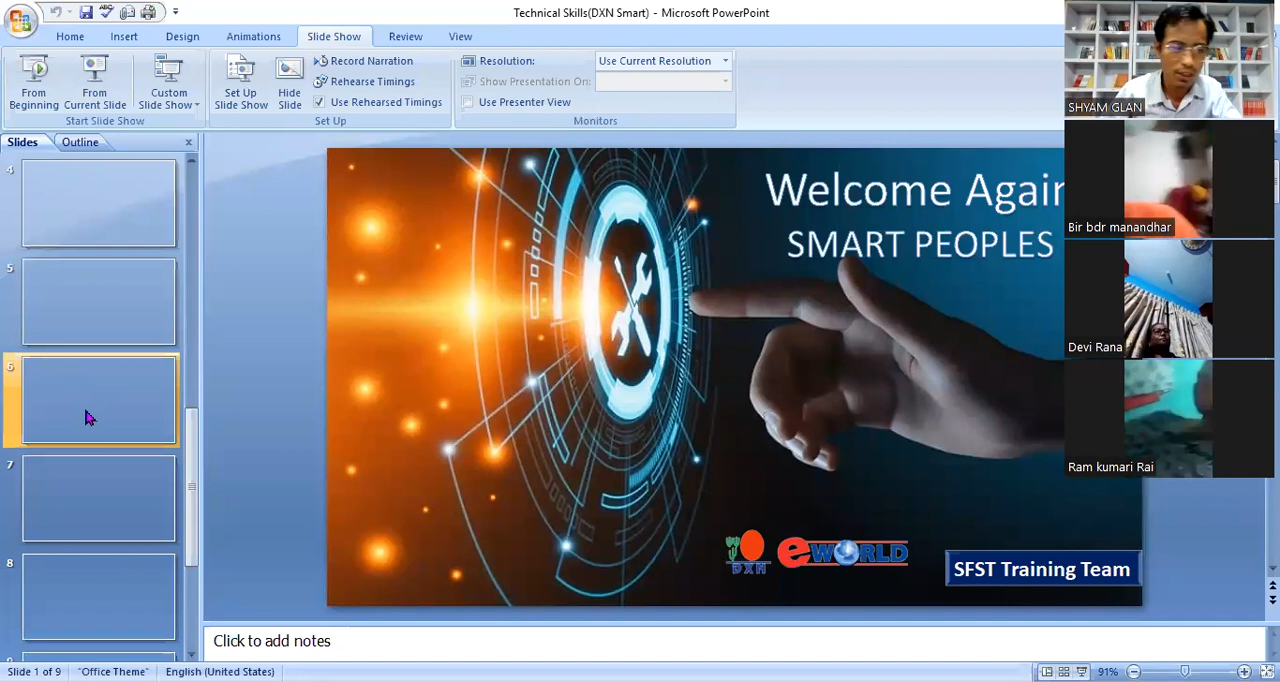 Technical Skills(DXN Smart) - Microsoft PowerPoint
Home Insert Design Animations Slide Show Review View
From Beginning
From Current Slide
Custom Slide Show
Start Slide Show
Set Up Slide Show
Hide Slide
Record Narration
Rehearse Timings
Use Rehearsed Timings
Set Up
Resolution: Use Current Resolution
Show Presentation On:
Use Presenter View
Monitors
Slides Outline
4
5
6
7
8
Welcome Again
SMART PEOPLES
DXN
eWORLD
SFST Training Team
SHYAM GLAN
Bir bdr manandhar
Devi Rana
Ram kumari Rai
Click to add notes
Slide 1 of 9 "Office Theme" English (United States) 91%